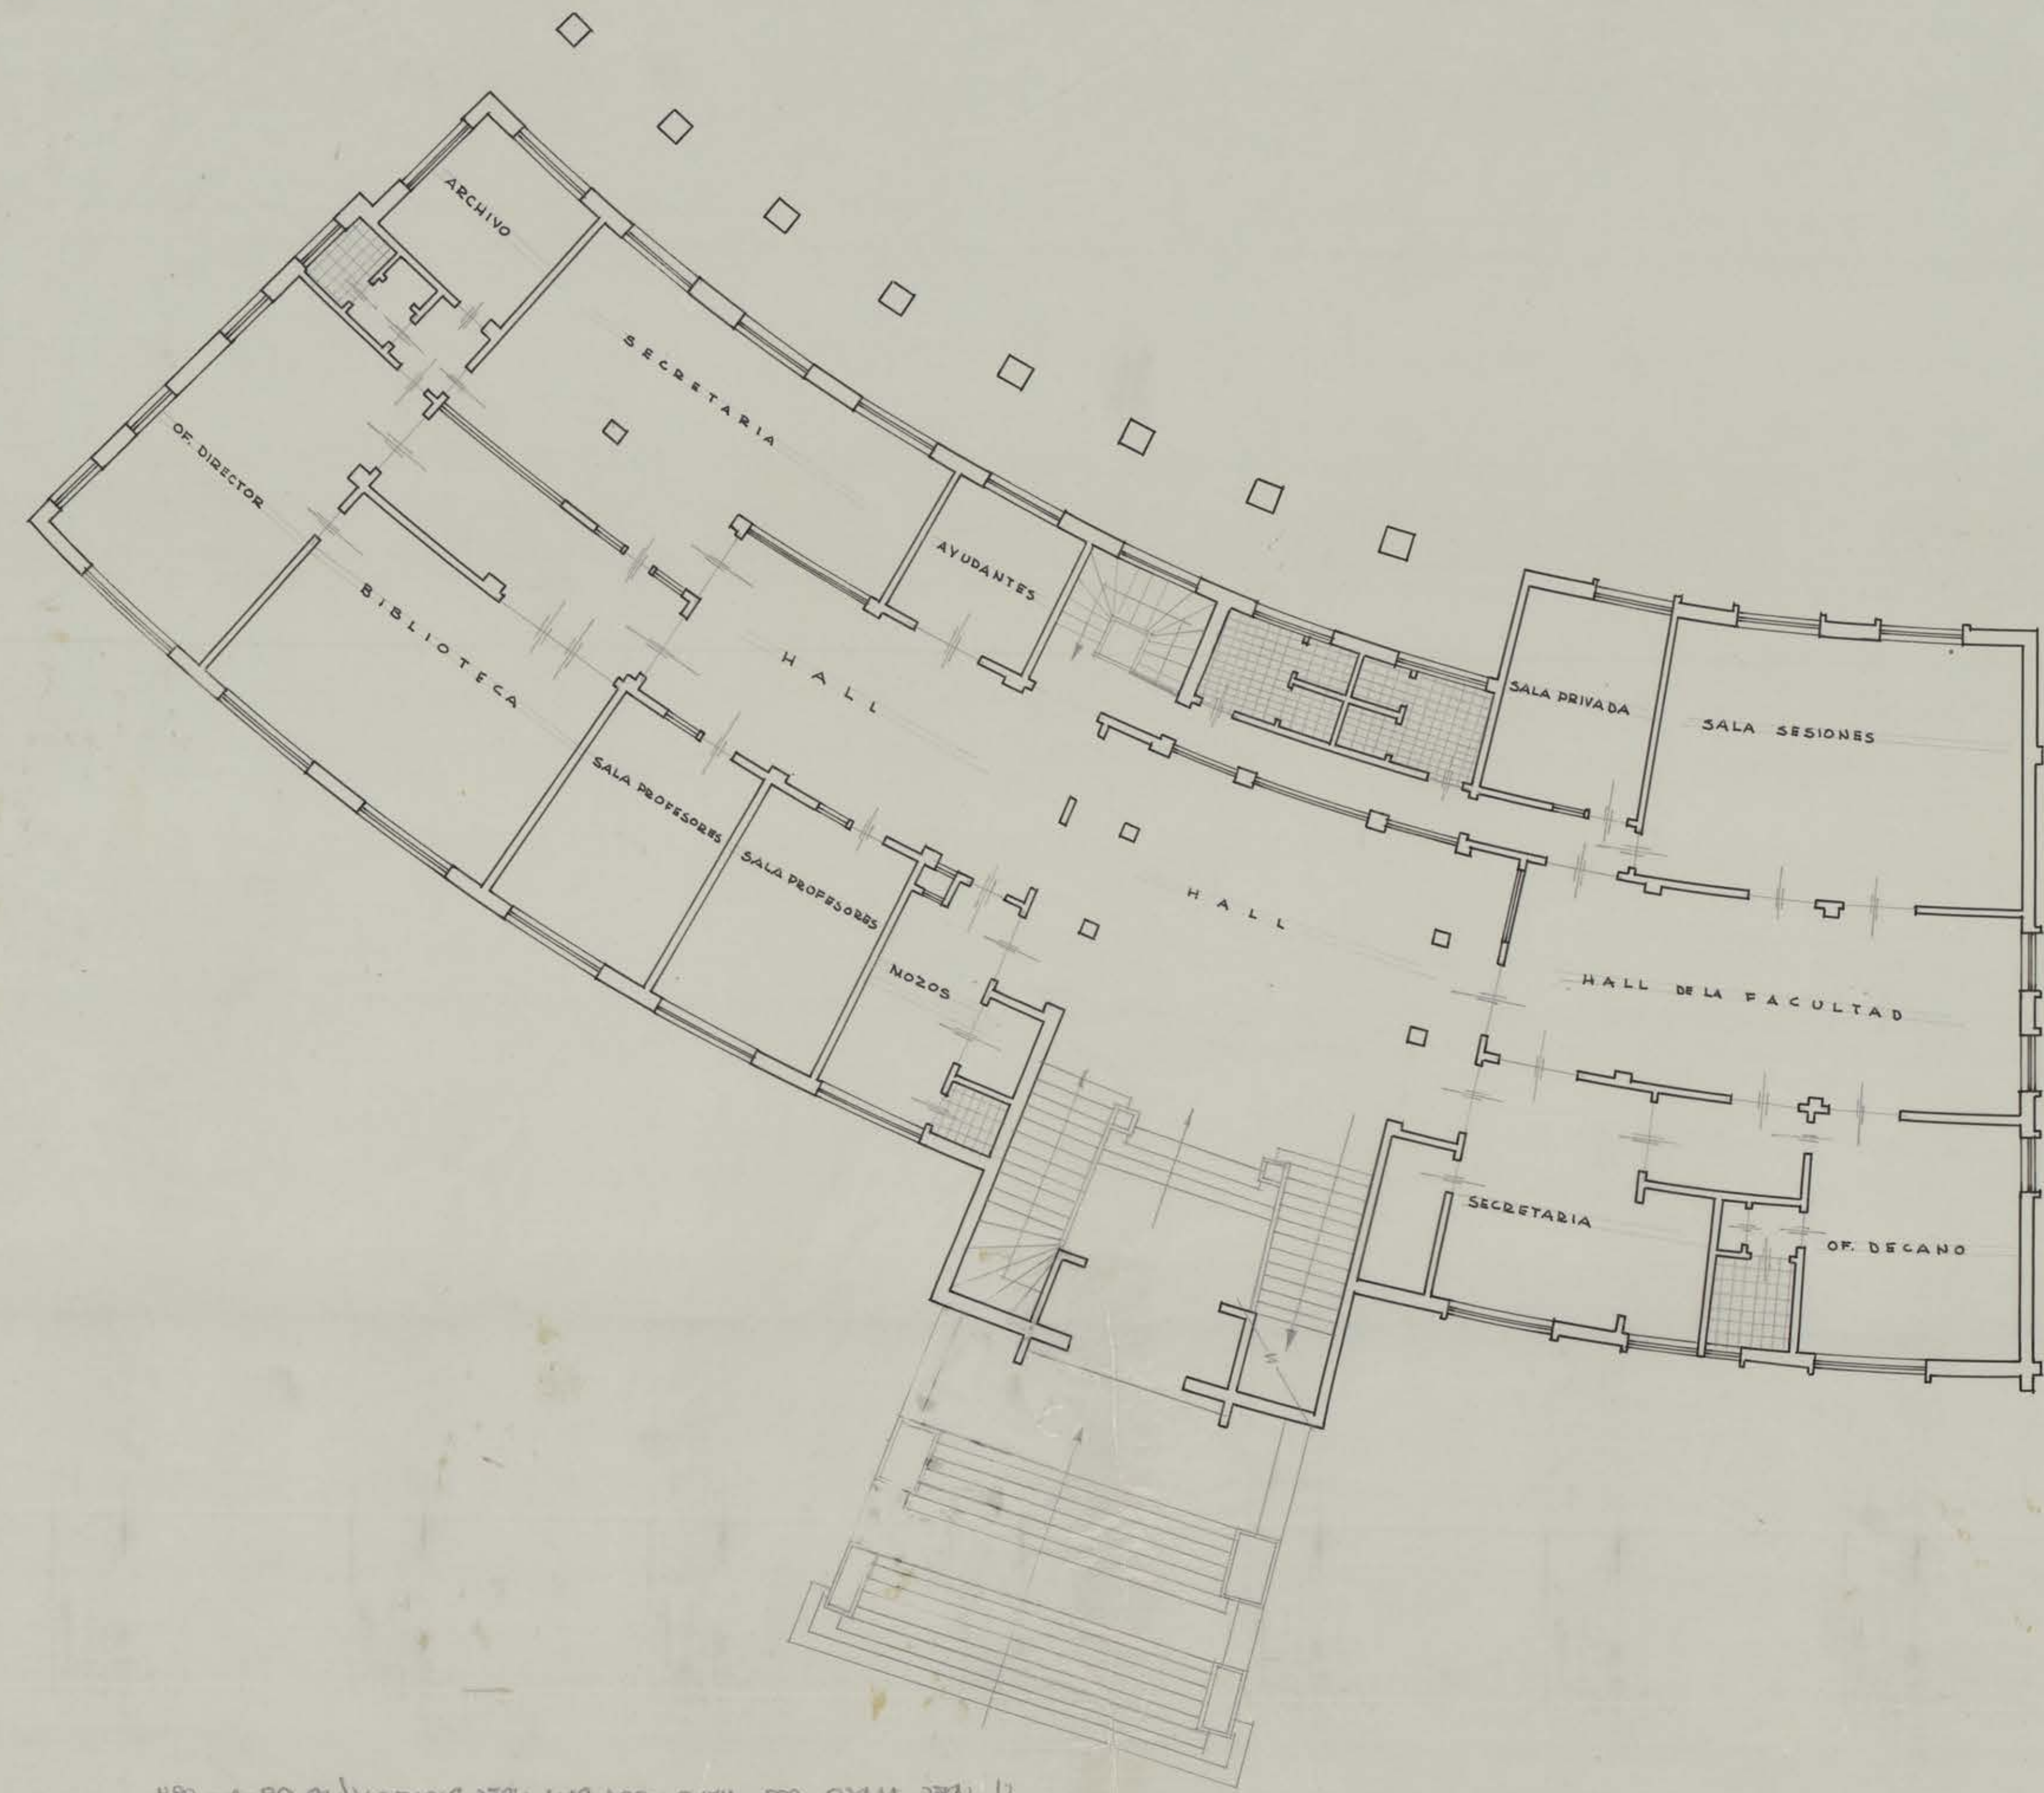 ARCHIVO
SECRETARIA
OF. DIRECTOR
BIBLIOTECA
AYUDANTES
HALL
SALA PROFESORES
SALA PROFESORES
MOZOS
HALL
SALA PRIVADA
SALA SESIONES
HALL DE LA FACULTAD
SECRETARIA
OF. DECANO